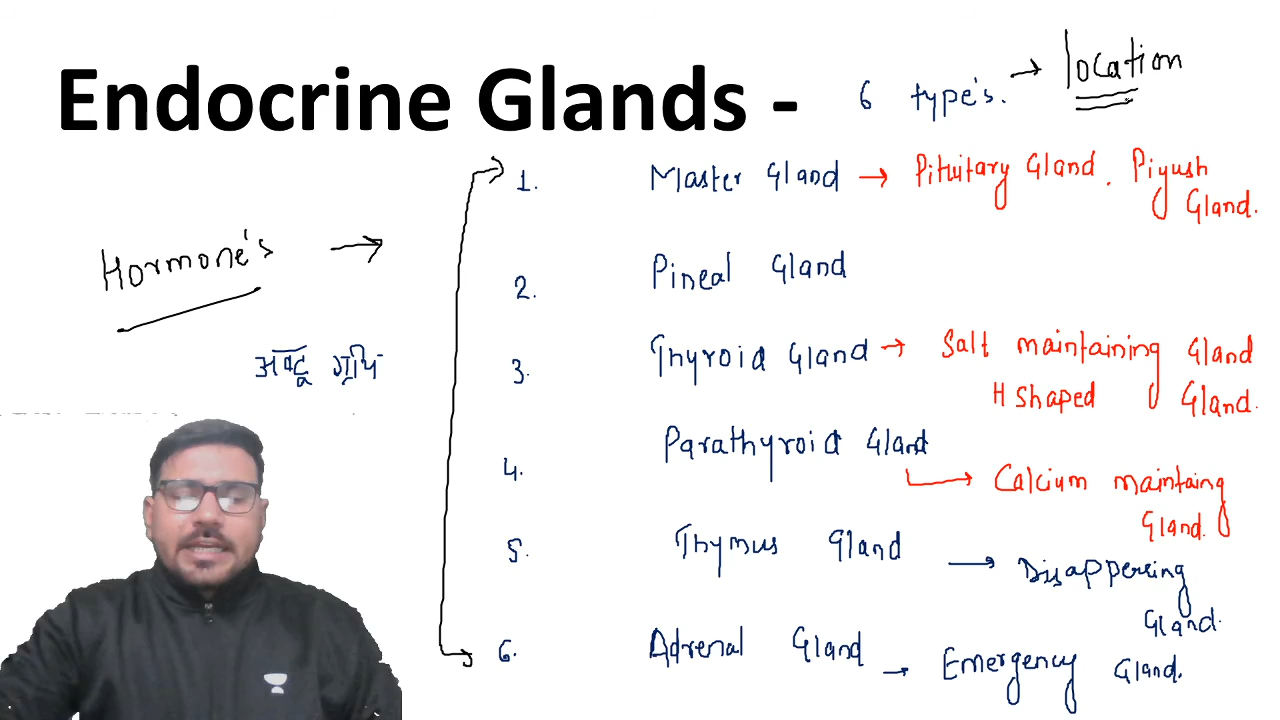 Endocrine Glands -
6 type's. → location
1. Master Gland → Pituitary Gland. Piyush
Gland.
Hormone's →
2. Pineal Gland
अवटु ग्रंथि
3. Thyroid Gland → Salt maintaining Gland
H shaped Gland.
4. Parathyroid Gland
→ Calcium maintaing
Gland.
5. Thymus Gland → Disappereing
Gland.
6. Adrenal Gland → Emergency Gland.